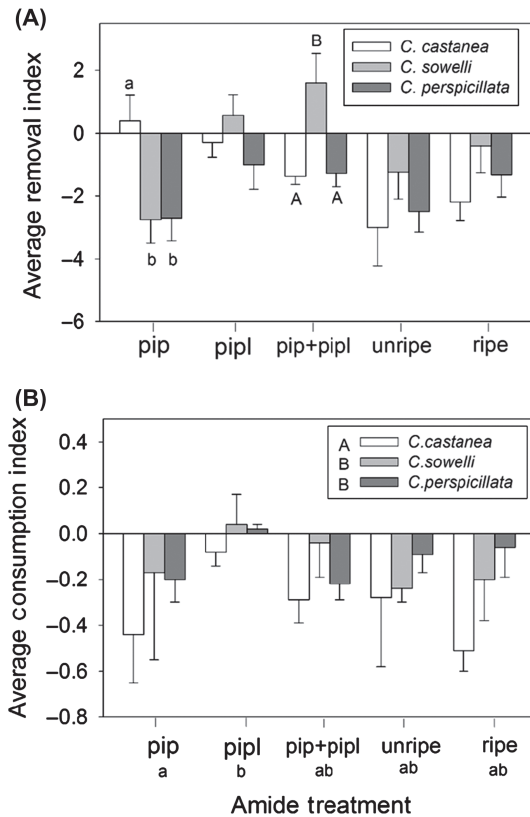 (A)
Average removal index
2
0
−2
−4
−6
a
b b
A A
B
C. castanea
C. sowelli
C. perspicillata
pip pipl pip+pipl unripe ripe
(B)
Average consumption index
0.4
0.2
0.0
−0.2
−0.4
−0.6
−0.8
A C.castanea
B C.sowelli
B C.perspicillata
pip pipl pip+pipl unripe ripe
a b ab ab ab
Amide treatment